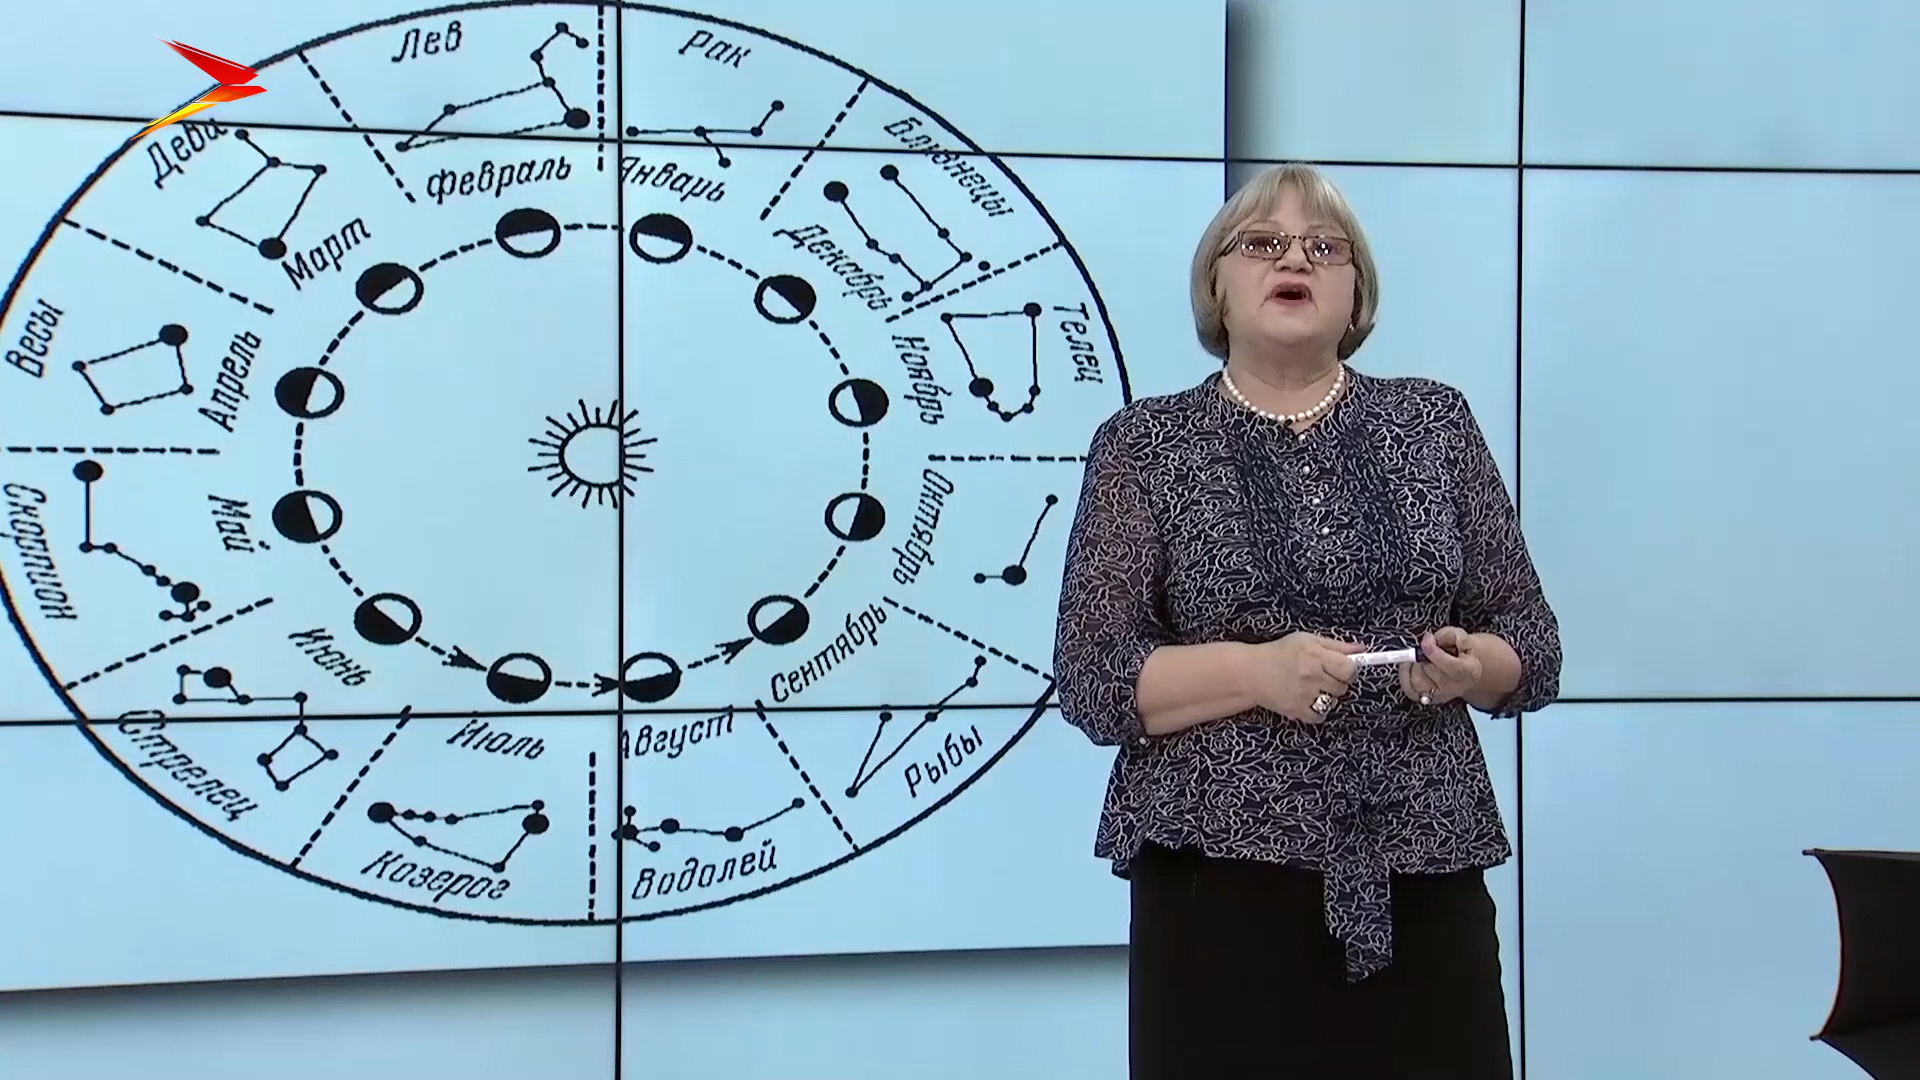 Лев
Рак
Близнецы
Телец
Рыбы
Водолей
Козерог
Стрелец
Скорпион
Весы
Дева
Февраль
Январь
Декабрь
Ноябрь
Октябрь
Сентябрь
Август
Июль
Июнь
Май
Апрель
Март